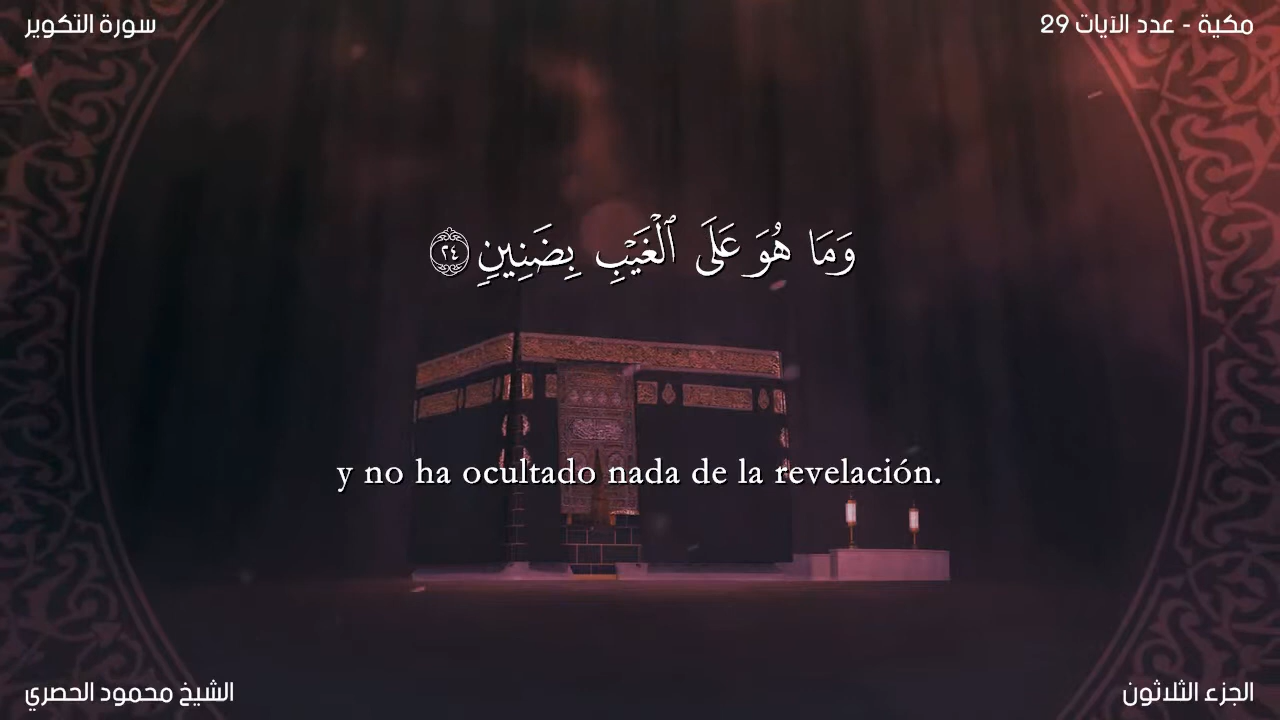 سورة التكوير
مكية - عدد الآيات 29
وَمَا هُوَ عَلَى ٱلْغَيْبِ بِضَنِينٍ ٢٤
y no ha ocultado nada de la revelación.
الشيخ محمود الحصري
الجزء الثلاثون